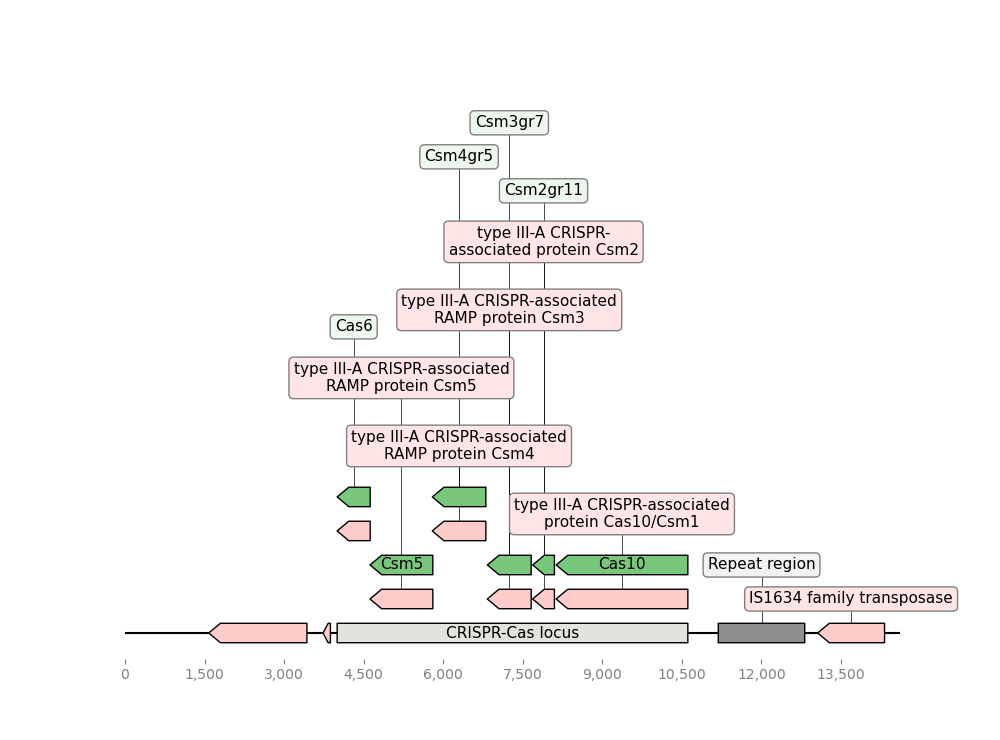 Csm3gr7
Csm4gr5
Csm2gr11
type III-A CRISPR-
associated protein Csm2
type III-A CRISPR-associated
RAMP protein Csm3
Cas6
type III-A CRISPR-associated
RAMP protein Csm5
type III-A CRISPR-associated
RAMP protein Csm4
type III-A CRISPR-associated
protein Cas10/Csm1
Csm5
Cas10
Repeat region
IS1634 family transposase
CRISPR-Cas locus
0 1,500 3,000 4,500 6,000 7,500 9,000 10,500 12,000 13,500